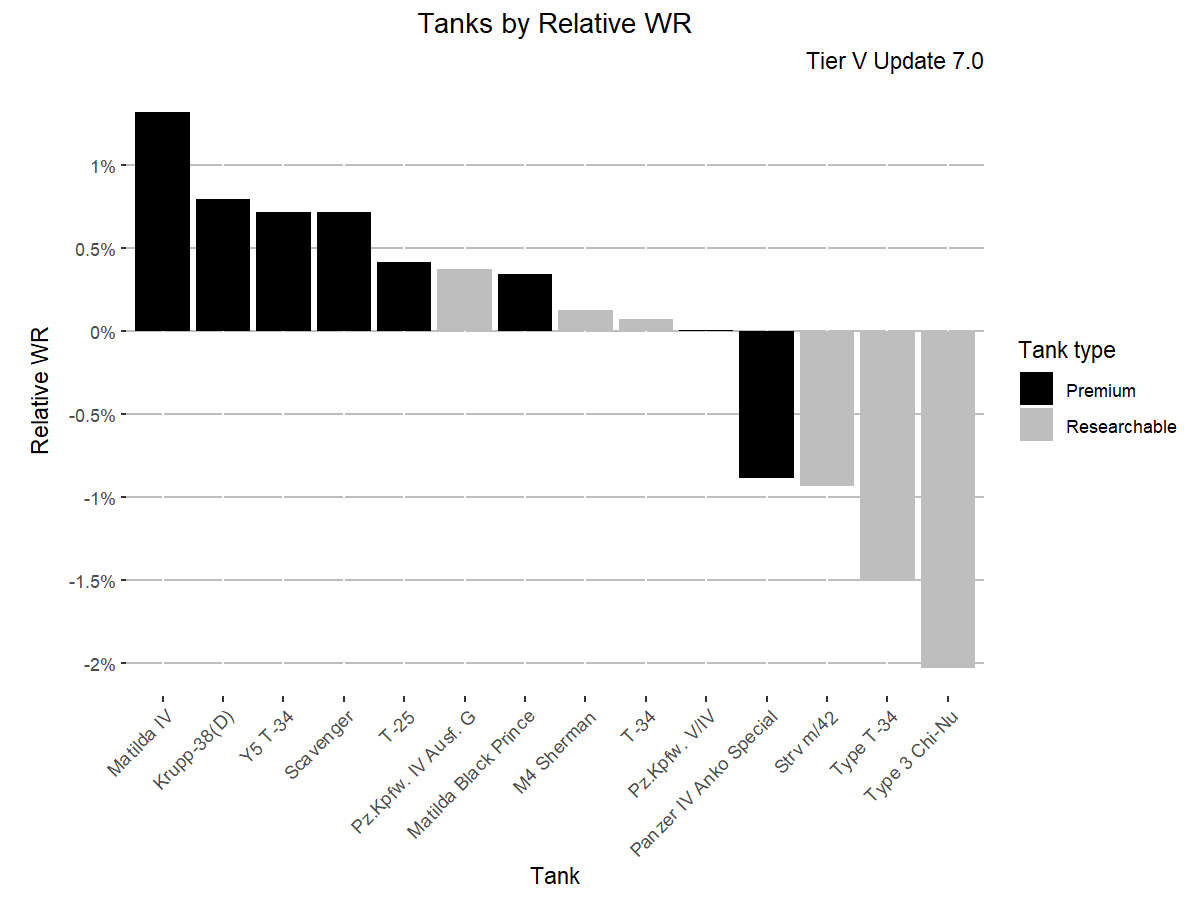 Tanks by Relative WR
Tier V Update 7.0
Relative WR
1%
0.5%
0%
-0.5%
-1%
-1.5%
-2%
Matilda IV
Krupp-38(D)
Y5 T-34
Scavenger
T-25
Pz.Kpfw. IV Ausf. G
Matilda Black Prince
M4 Sherman
T-34
Pz.Kpfw. V/IV
Panzer IV Anko Special
Strv m/42
Type T-34
Type 3 Chi-Nu
Tank
Tank type
Premium
Researchable